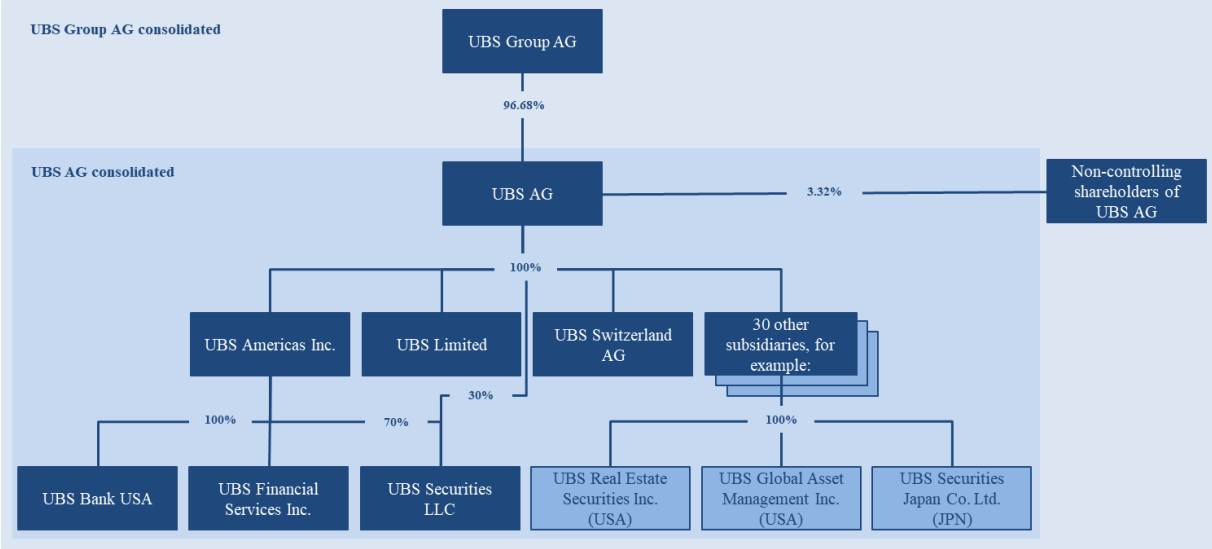 UBS Group AG consolidated
UBS Group AG
96.68%
UBS AG consolidated
UBS AG
3.32%
Non-controlling
shareholders of
UBS AG
100%
UBS Americas Inc.
UBS Limited
UBS Switzerland
AG
30 other
subsidiaries, for
example:
30%
100%
70%
100%
UBS Bank USA
UBS Financial
Services Inc.
UBS Securities
LLC
UBS Real Estate
Securities Inc.
(USA)
UBS Global Asset
Management Inc.
(USA)
UBS Securities
Japan Co. Ltd.
(JPN)